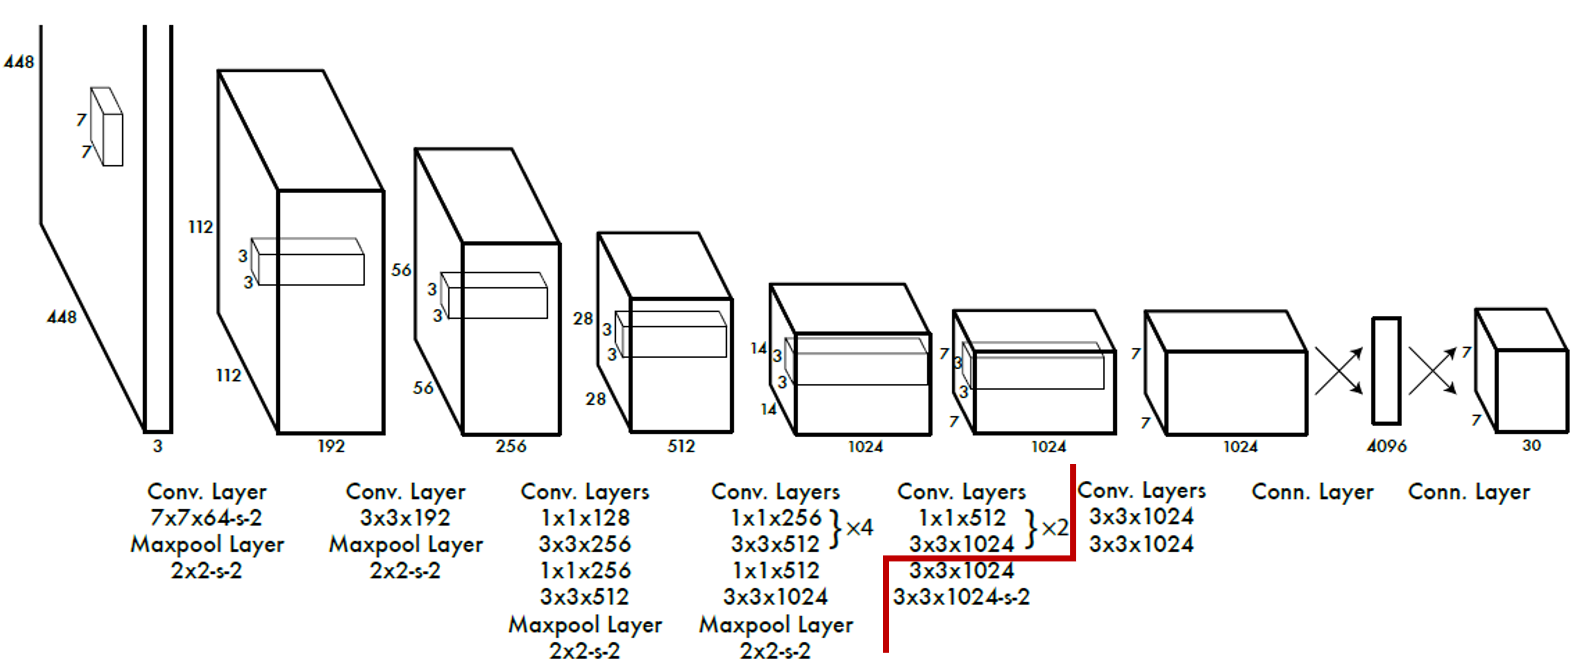 448
7
7
448
3
112
3
3
112
192
56
3
3
56
256
28
3
3
28
512
14
3
3
14
1024
7
3
3
7
1024
7
7
1024
4096
7
7
30
Conv. Layer
7x7x64-s-2
Maxpool Layer
2x2-s-2
Conv. Layer
3x3x192
Maxpool Layer
2x2-s-2
Conv. Layers
1x1x128
3x3x256
1x1x256
3x3x512
Maxpool Layer
2x2-s-2
Conv. Layers
1x1x256
3x3x512
}×4
1x1x512
3x3x1024
Maxpool Layer
2x2-s-2
Conv. Layers
1x1x512
3x3x1024
}×2
3x3x1024
3x3x1024-s-2
Conv. Layers
3x3x1024
3x3x1024
Conn. Layer
Conn. Layer